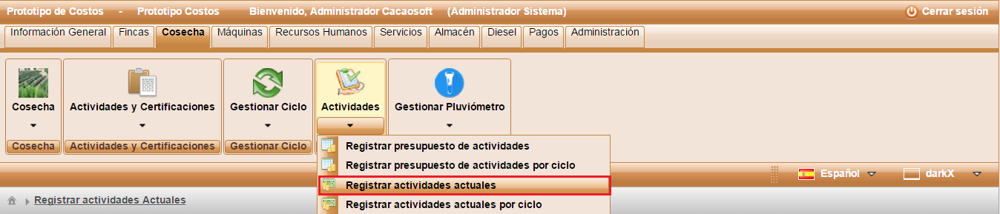 Prototipo de Costos - Prototipo Costos Bienvenido, Administrador Cacaosoft (Administrador Sistema) Cerrar sesión
Información General Fincas Cosecha Máquinas Recursos Humanos Servicios Almacén Diesel Pagos Administración
Cosecha Actividades y Certificaciones Gestionar Ciclo Actividades Gestionar Pluviómetro
Cosecha Actividades y Certificaciones Gestionar Ciclo
Registrar presupuesto de actividades
Registrar presupuesto de actividades por ciclo
Español darkX
Registrar actividades actuales
Registrar actividades Actuales
Registrar actividades actuales por ciclo